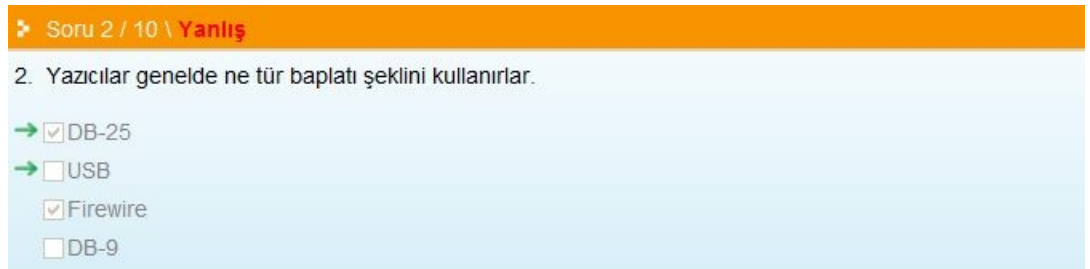 Soru 2 / 10 \ Yanlış
2. Yazıcılar genelde ne tür baplatı şeklini kullanırlar.
DB-25
USB
Firewire
DB-9